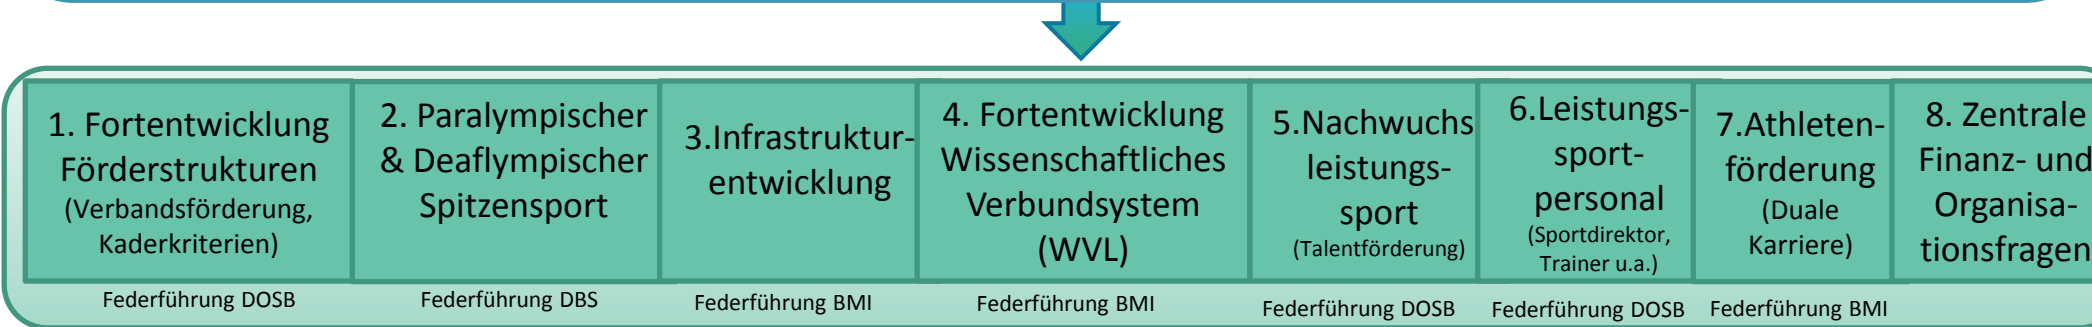 1. Fortentwicklung
Förderstrukturen
(Verbandsförderung,
Kaderkriterien)
2. Paralympischer
& Deaflympischer
Spitzensport
3.Infrastruktur-
entwicklung
4. Fortentwicklung
Wissenschaftliches
Verbundsystem
(WVL)
5.Nachwuchs
leistungs-
sport
(Talentförderung)
6.Leistungs-
sport-
personal
(Sportdirektor,
Trainer u.a.)
7.Athleten-
förderung
(Duale
Karriere)
8. Zentrale
Finanz- und
Organisa-
tionsfragen
Federführung DOSB
Federführung DBS
Federführung BMI
Federführung BMI
Federführung DOSB
Federführung DOSB
Federführung BMI